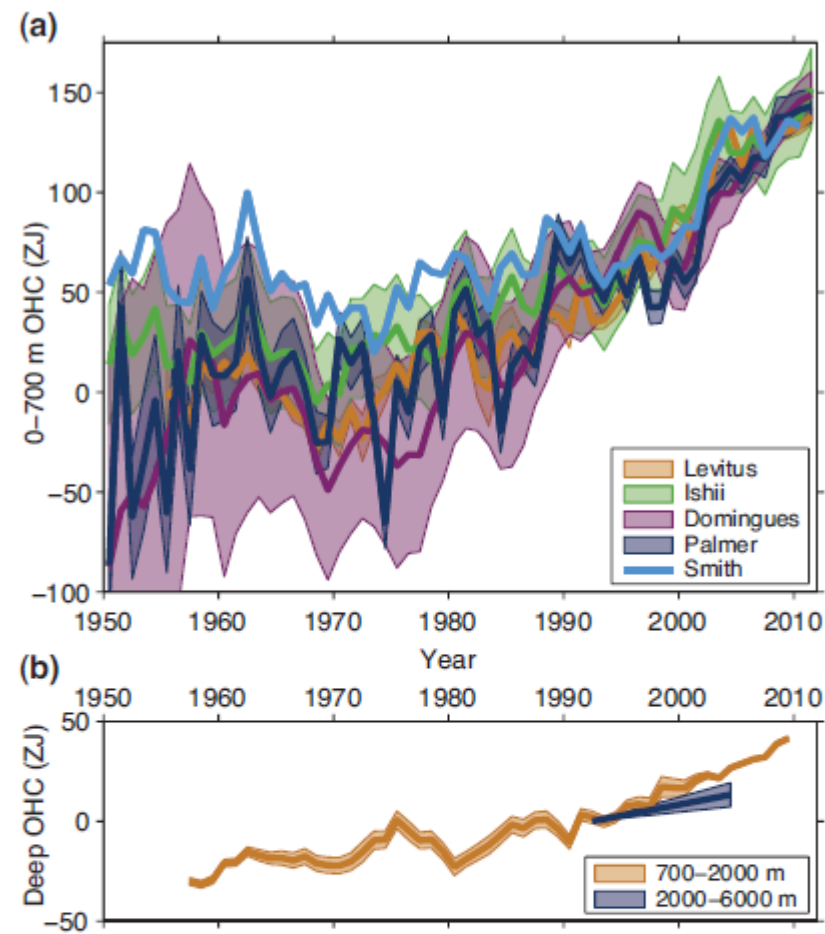 (a)
0–700 m OHC (ZJ)
150
100
50
0
−50
−100
Levitus
Ishii
Domingues
Palmer
Smith
1950 1960 1970 1980 1990 2000 2010
Year
(b)
1950 1960 1970 1980 1990 2000 2010
Deep OHC (ZJ)
50
0
−50
700–2000 m
2000–6000 m